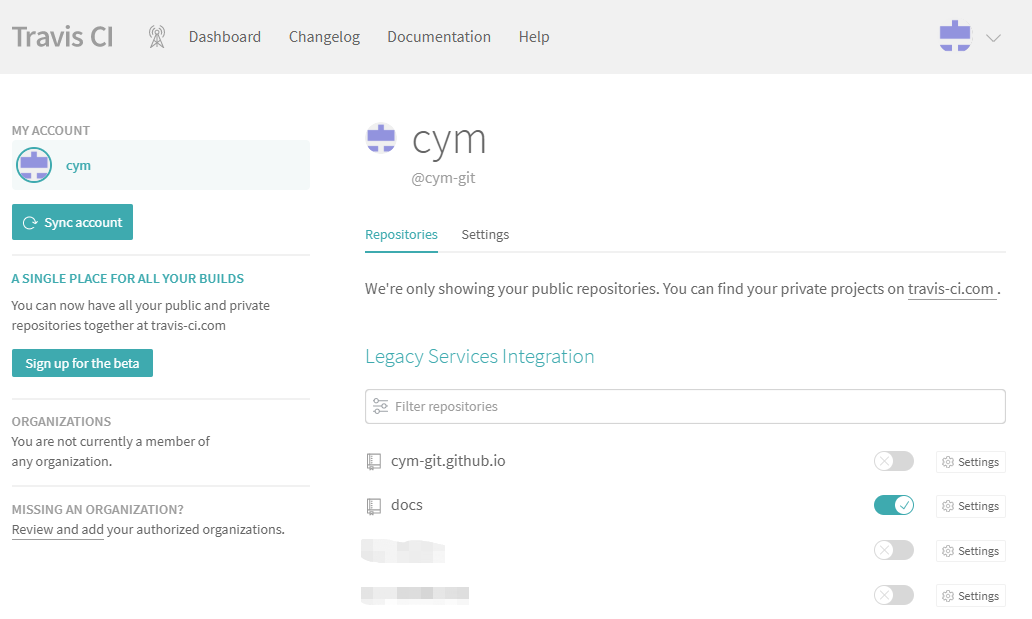 Travis CI Dashboard Changelog Documentation Help
MY ACCOUNT
cym
Sync account
A SINGLE PLACE FOR ALL YOUR BUILDS
You can now have all your public and private
repositories together at travis-ci.com
Sign up for the beta
ORGANIZATIONS
You are not currently a member of
any organization.
MISSING AN ORGANIZATION?
Review and add your authorized organizations.
cym
@cym-git
Repositories Settings
We're only showing your public repositories. You can find your private projects on travis-ci.com .
Legacy Services Integration
Filter repositories
cym-git.github.io Settings
docs Settings
Settings
Settings